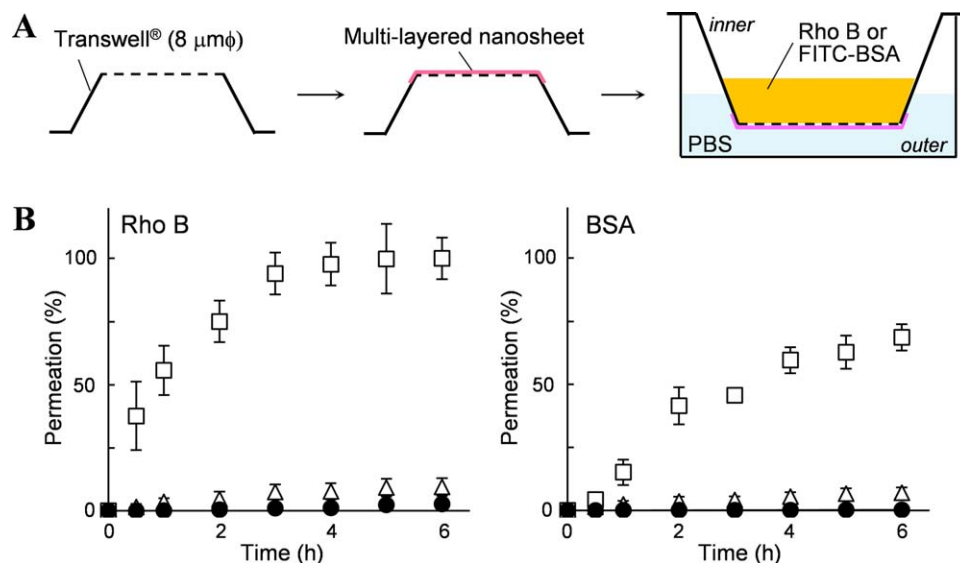 A
Transwell® (8 μmφ)
Multi-layered nanosheet
inner
Rho B or
FITC-BSA
PBS
outer
B
Rho B
Permeation (%)
100
50
0
0 2 4 6
Time (h)
BSA
Permeation (%)
100
50
0
0 2 4 6
Time (h)